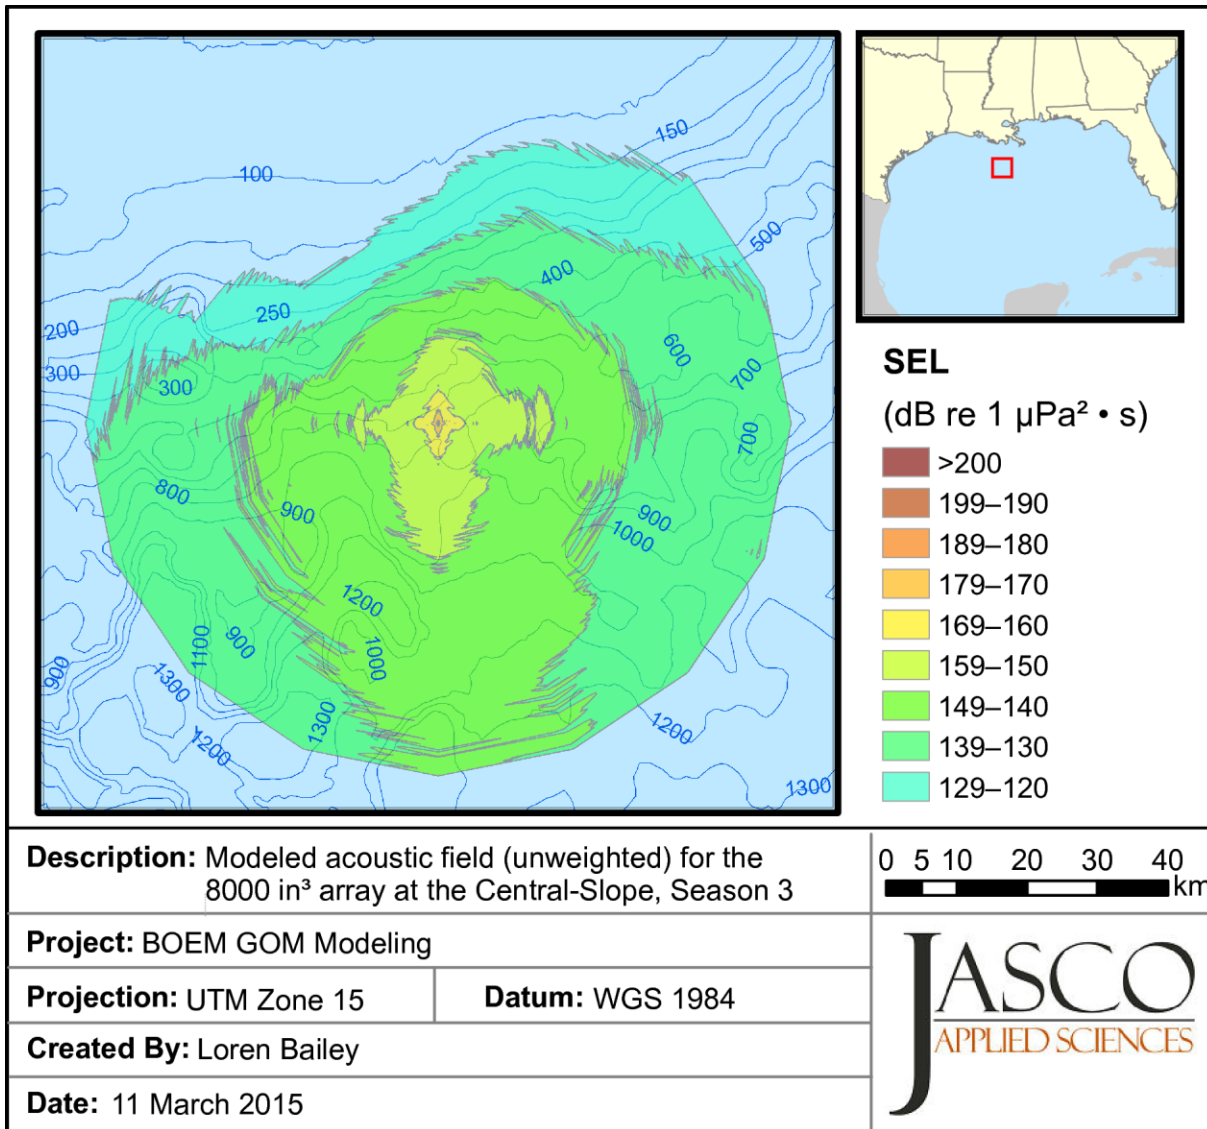 100
150
500
400
250
200
300
300
600
700
700
800
900
900
1000
1200
1000
1100
900
900
1300
1200
1300
1200
1300
SEL
(dB re 1 µPa² • s)
>200
199–190
189–180
179–170
169–160
159–150
149–140
139–130
129–120
Description: Modeled acoustic field (unweighted) for the
8000 in³ array at the Central-Slope, Season 3
0 5 10 20 30 40
km
Project: BOEM GOM Modeling
Projection: UTM Zone 15
Datum: WGS 1984
Created By: Loren Bailey
Date: 11 March 2015
JASCO
APPLIED SCIENCES